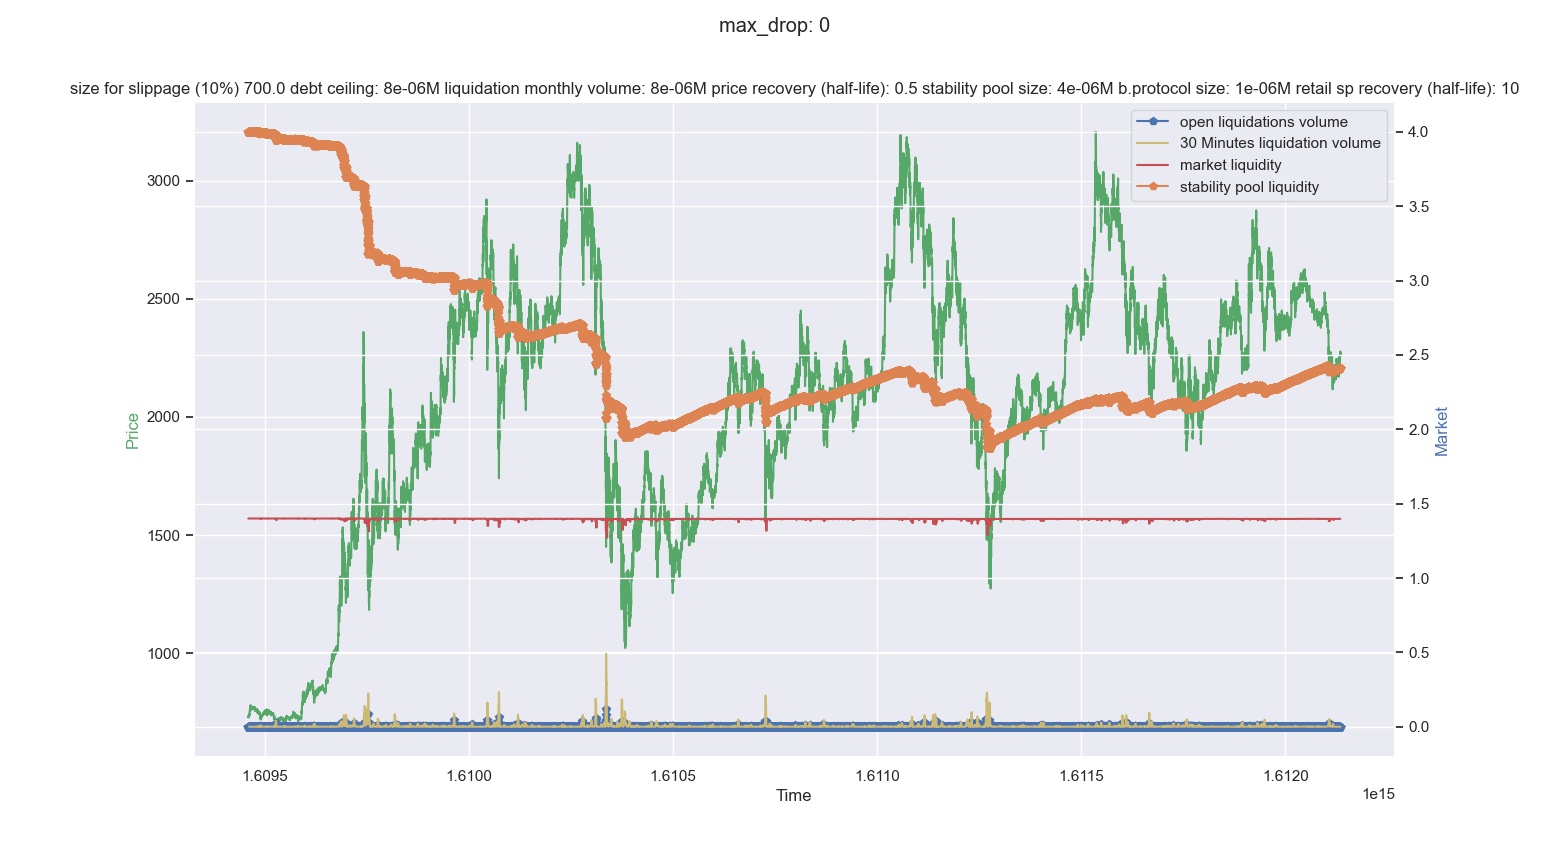 max_drop: 0
size for slippage (10%) 700.0 debt ceiling: 8e-06M liquidation monthly volume: 8e-06M price recovery (half-life): 0.5 stability pool size: 4e-06M b.protocol size: 1e-06M retail sp recovery (half-life): 10
open liquidations volume
30 Minutes liquidation volume
market liquidity
stability pool liquidity
3000
2500
2000
1500
1000
Price
4.0
3.5
3.0
2.5
2.0
1.5
1.0
0.5
0.0
Market
1.6095 1.6100 1.6105 1.6110 1.6115 1.6120
Time
1e15